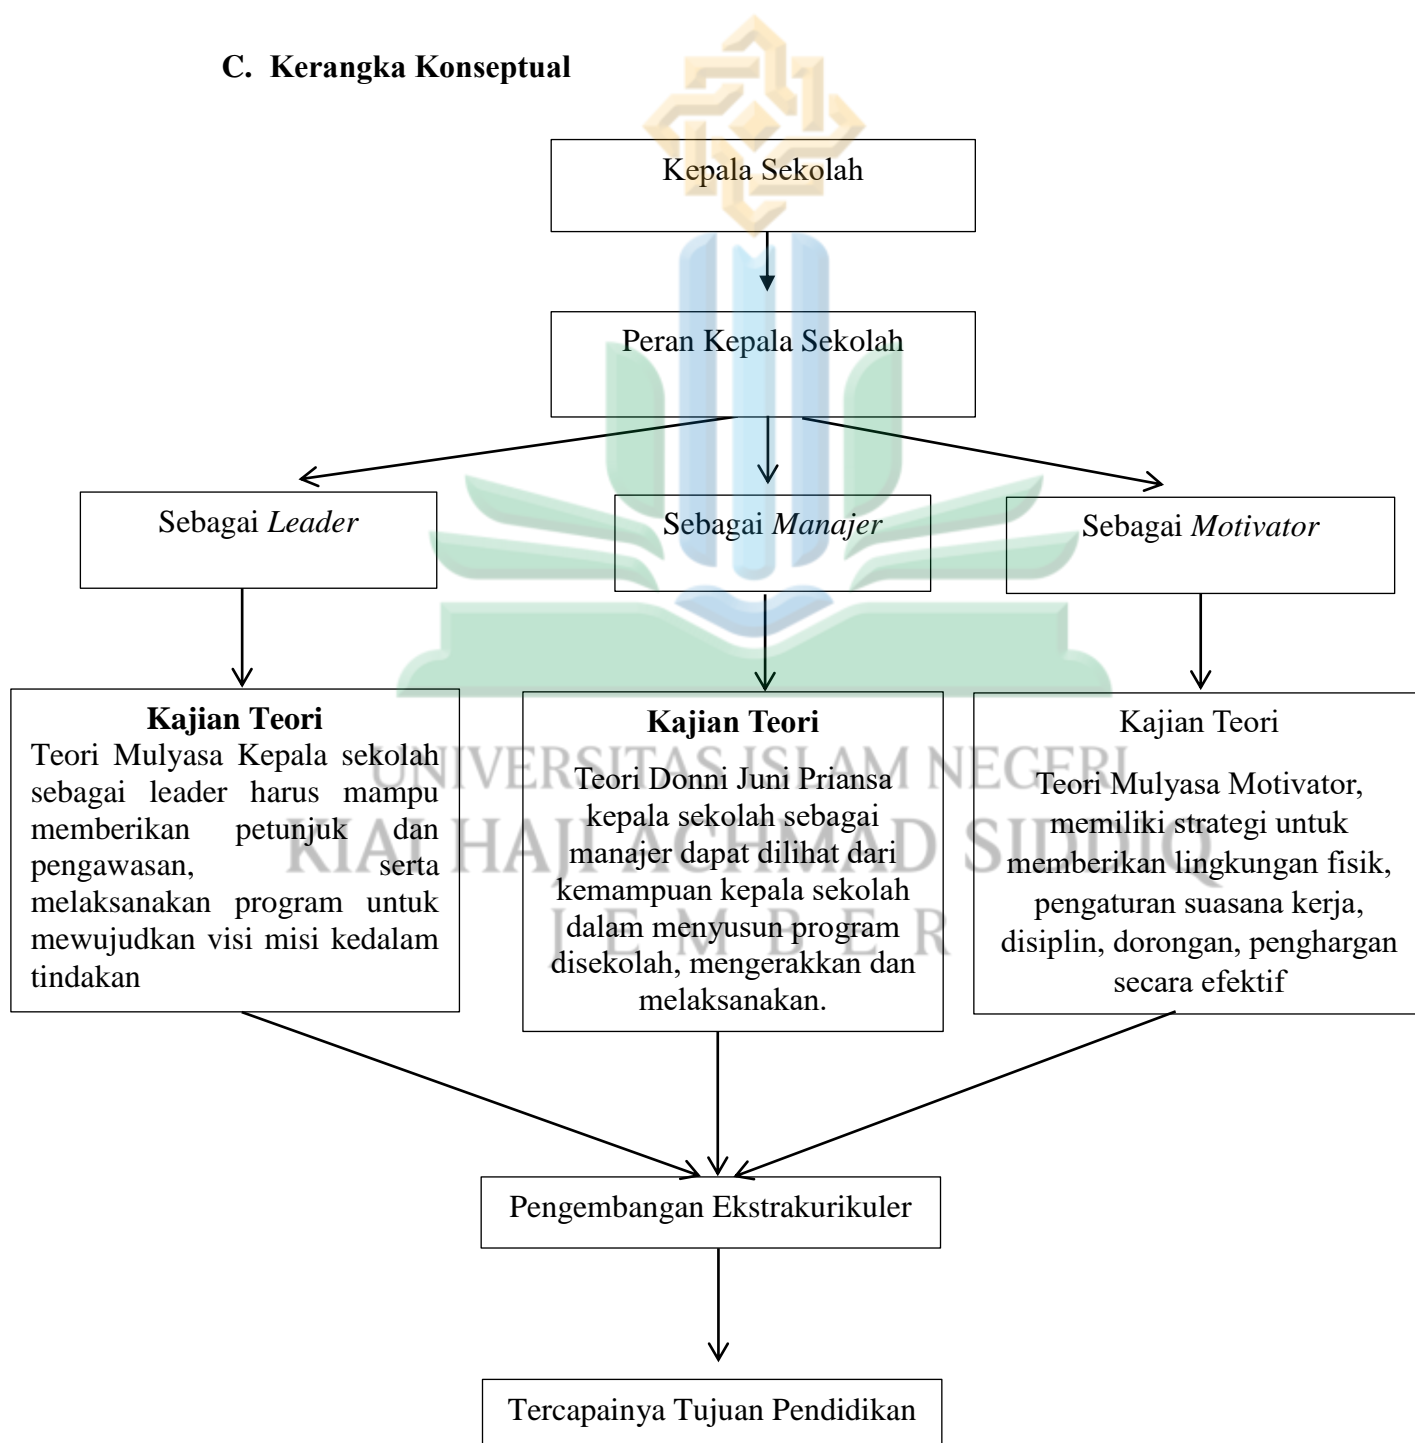 C. Kerangka Konseptual
Kepala Sekolah
Peran Kepala Sekolah
Sebagai Leader
Sebagai Manajer
Sebagai Motivator
Kajian Teori
Teori Mulyasa Kepala sekolah
sebagai leader harus mampu
memberikan petunjuk dan
pengawasan, serta
melaksanakan program untuk
mewujudkan visi misi kedalam
tindakan
Kajian Teori
Teori Donni Juni Priansa
kepala sekolah sebagai
manajer dapat dilihat dari
kemampuan kepala sekolah
dalam menyusun program
disekolah, mengerakkan dan
melaksanakan.
Kajian Teori
Teori Mulyasa Motivator,
memiliki strategi untuk
memberikan lingkungan fisik,
pengaturan suasana kerja,
disiplin, dorongan, penghargan
secara efektif
UNIVERSITAS ISLAM NEGERI
KIAI HAJI ACHMAD SIDDIQ
JEMBER
Pengembangan Ekstrakurikuler
Tercapainya Tujuan Pendidikan